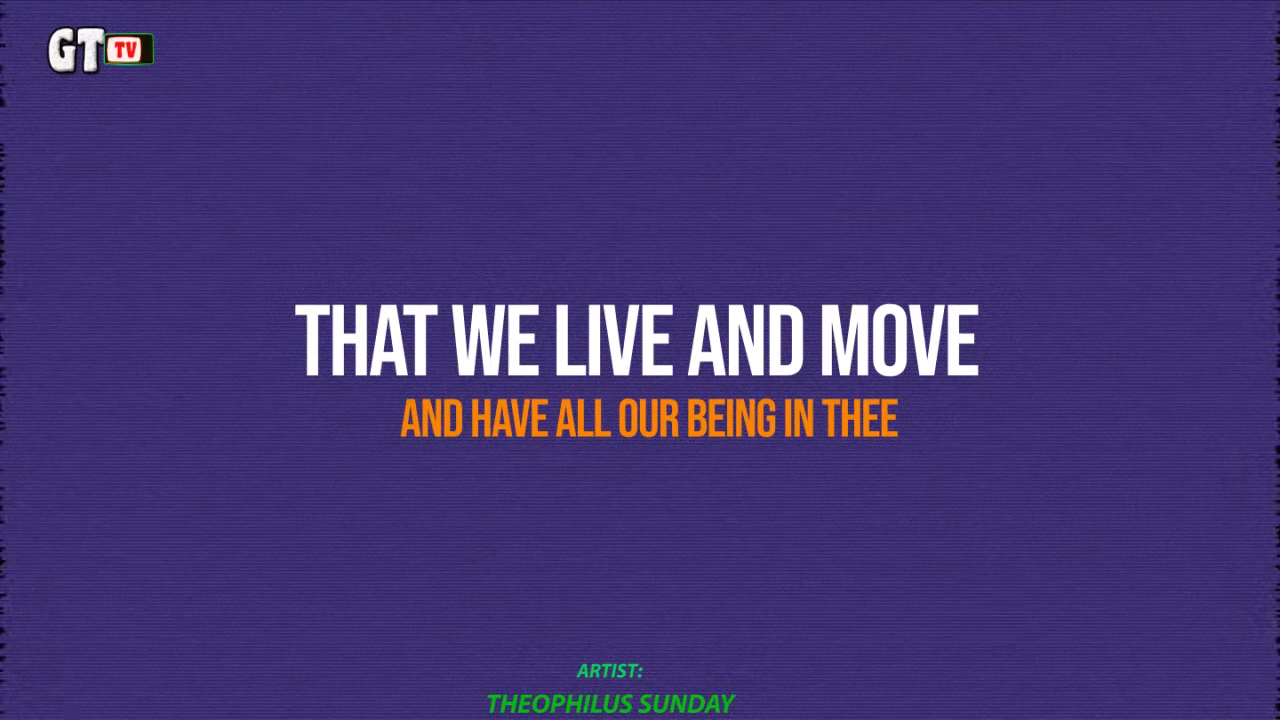 GT TV
THAT WE LIVE AND MOVE
AND HAVE ALL OUR BEING IN THEE
ARTIST:
THEOPHILUS SUNDAY